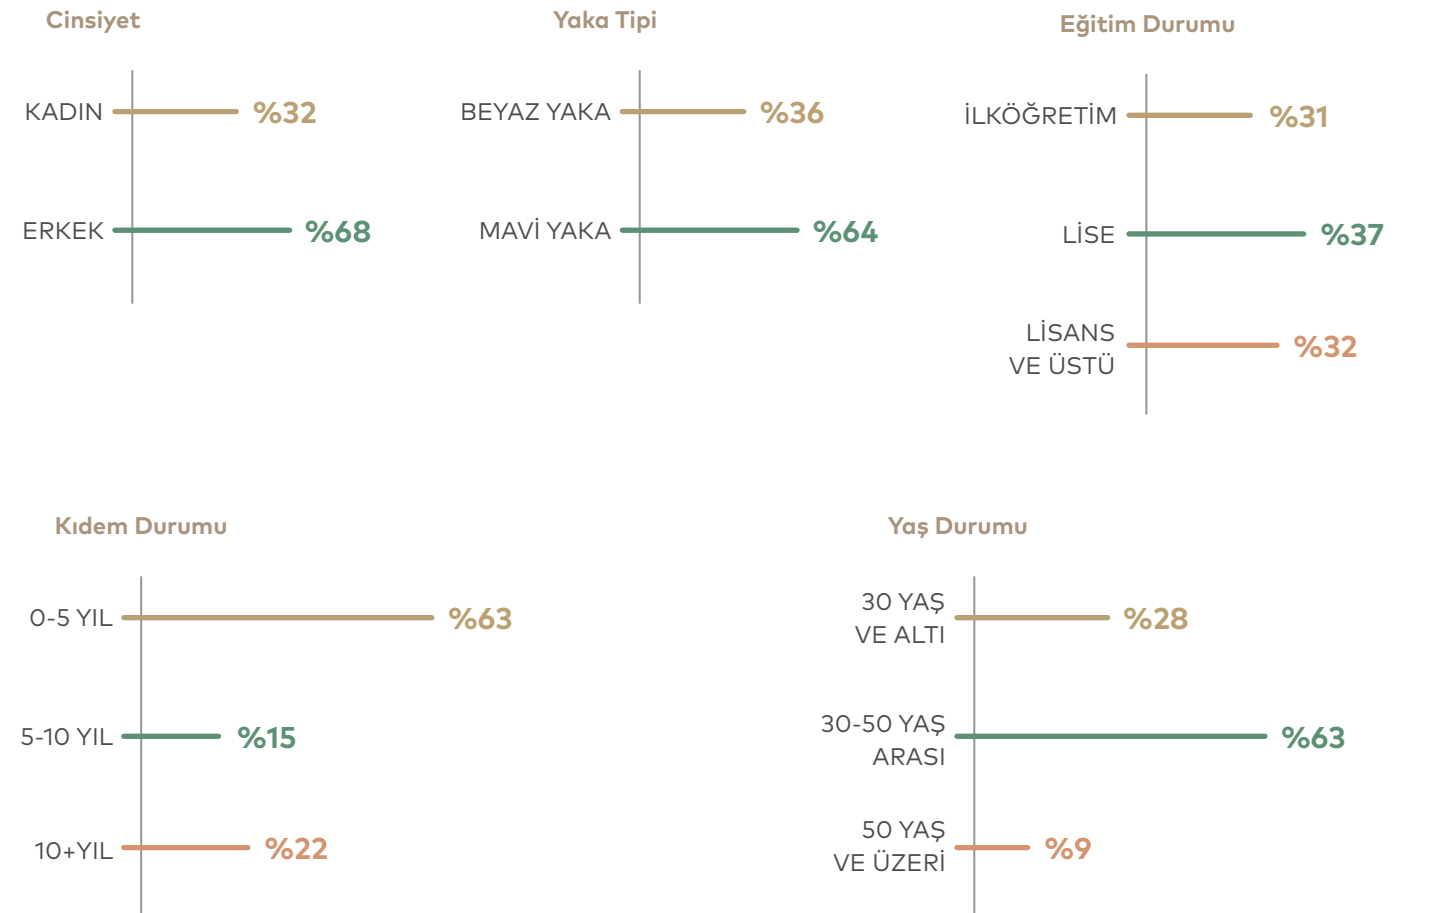 Cinsiyet
KADIN %32
ERKEK %68
Yaka Tipi
BEYAZ YAKA %36
MAVİ YAKA %64
Eğitim Durumu
İLKÖĞRETİM %31
LİSE %37
LİSANS
VE ÜSTÜ %32
Kıdem Durumu
0-5 YIL %63
5-10 YIL %15
10+YIL %22
Yaş Durumu
30 YAŞ
VE ALTI %28
30-50 YAŞ
ARASI %63
50 YAŞ
VE ÜZERİ %9